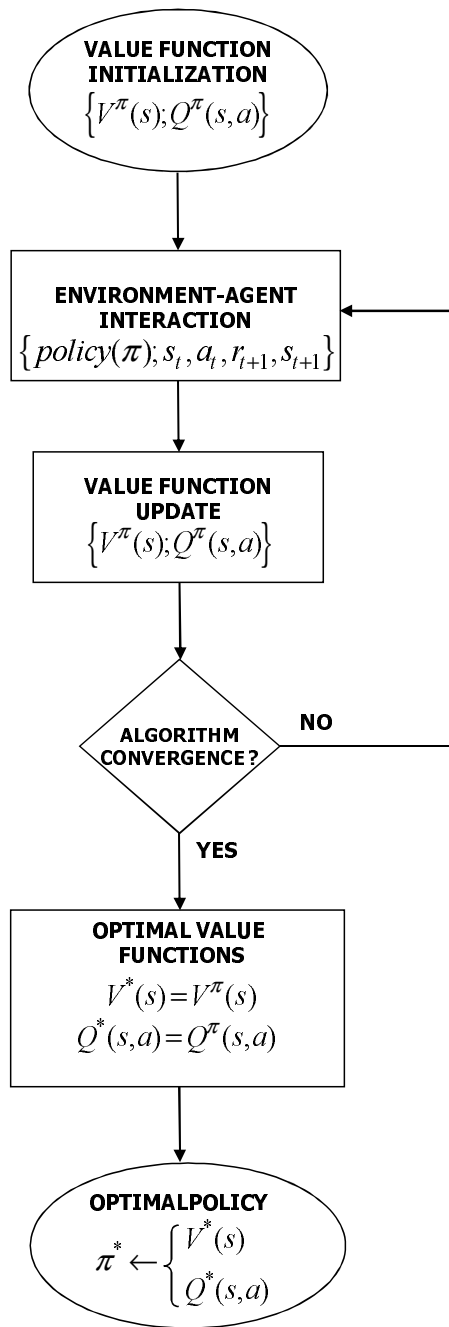 VALUE FUNCTION
INITIALIZATION
{V^π(s);Q^π(s,a)}
ENVIRONMENT-AGENT
INTERACTION
{policy(π);s_t,a_t,r_{t+1},s_{t+1}}
VALUE FUNCTION
UPDATE
{V^π(s);Q^π(s,a)}
ALGORITHM
CONVERGENCE?
NO
YES
OPTIMAL VALUE
FUNCTIONS
V^*(s)=V^π(s)
Q^*(s,a)=Q^π(s,a)
OPTIMALPOLICY
π^* ← { V^*(s)
Q^*(s,a)